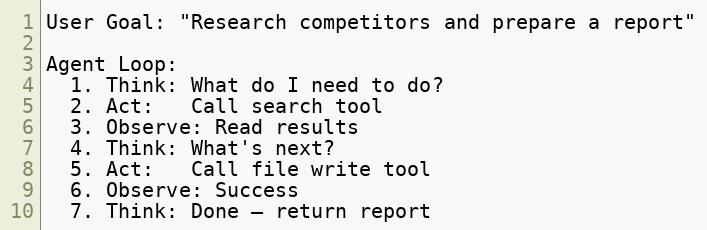 1 User Goal: "Research competitors and prepare a report"
2
3 Agent Loop:
4   1. Think: What do I need to do?
5   2. Act:   Call search tool
6   3. Observe: Read results
7   4. Think: What's next?
8   5. Act:   Call file write tool
9   6. Observe: Success
10   7. Think: Done — return report